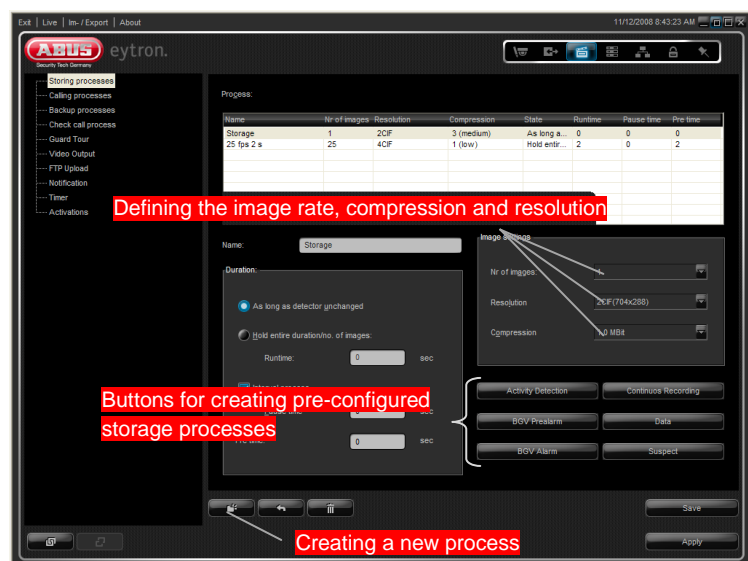 Exit | Live | Im- / Export | About
11/12/2008 8:43:23 AM
ABUS eytron.
Security Tech Germany
Storing processes
Calling processes
Backup processes
Check call process
Guard Tour
Video Output
FTP Upload
Notification
Timer
Activations
Process:
Name Nr of images Resolution Compression State Runtime Pause time Pre time
Storage 1 2CIF 3 (medium) As long a... 0 0 0
25 fps 2 s 25 4CIF 1 (low) Hold entir... 2 0 2
Defining the image rate, compression and resolution
Name: Storage
Image settings
Nr of images: 1
Resolution 2CIF(704x288)
Compression 1,0 MBit
Duration:
As long as detector unchanged
Hold entire duration/no. of images:
Runtime: 0 sec
Buttons for creating pre-configured
storage processes
sec
0 sec
Activity Detection Continuos Recording
BGV Prealarm Data
BGV Alarm Suspect
Save
Creating a new process
Apply